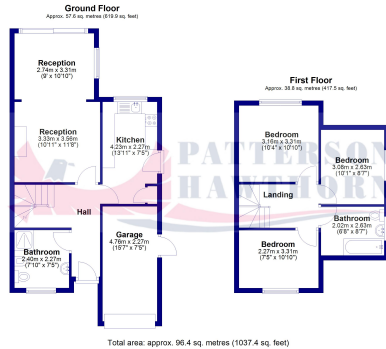 Ground Floor
Approx. 57.6 sq. metres (619.9 sq. feet)
Reception
2.74m x 3.31m
(9' x 10'10")
Reception
3.33m x 3.56m
(10'11" x 11'8")
Kitchen
4.23m x 2.27m
(13'11" x 7'5")
Hall
Bathroom
2.40m x 2.27m
(7'10" x 7'5")
Garage
4.76m x 2.27m
(15'7" x 7'5")
First Floor
Approx. 38.8 sq. metres (417.5 sq. feet)
Bedroom
3.16m x 3.31m
(10'4" x 10'10")
Bedroom
3.08m x 2.63m
(10'1" x 8'7")
Landing
Bathroom
2.02m x 2.63m
(6'8" x 8'7")
Bedroom
2.27m x 3.31m
(7'5" x 10'10")
PATTERSON
HAWTHORN
Total area: approx. 96.4 sq. metres (1037.4 sq. feet)